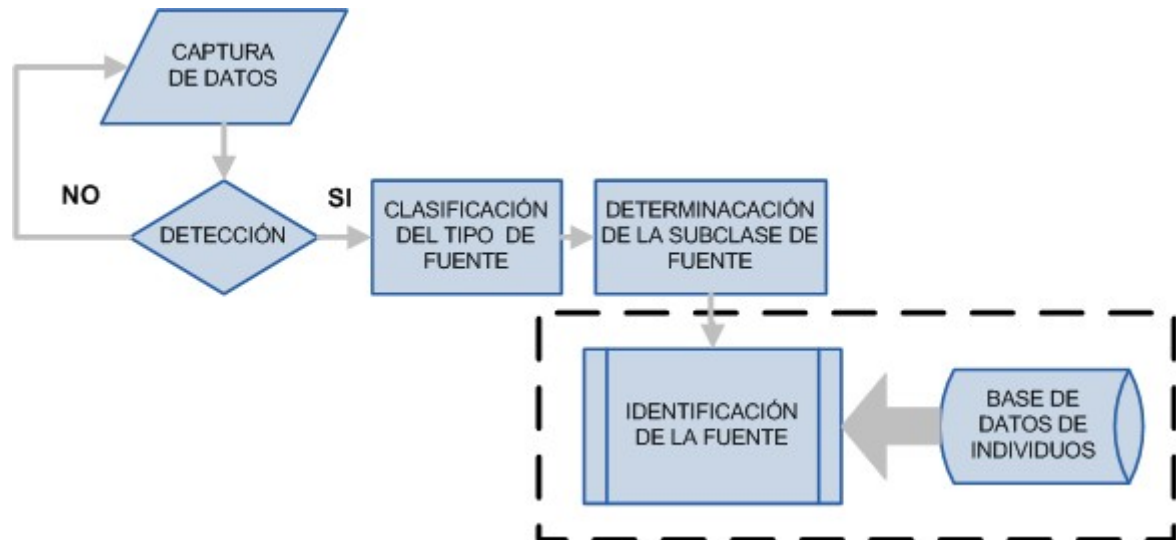 CAPTURA
DE DATOS
NO
SI
DETECCIÓN
CLASIFICACIÓN
DEL TIPO DE
FUENTE
DETERMINACACIÓN
DE LA SUBCLASE DE
FUENTE
IDENTIFICACIÓN
DE LA FUENTE
BASE DE
DATOS DE
INDIVIDUOS